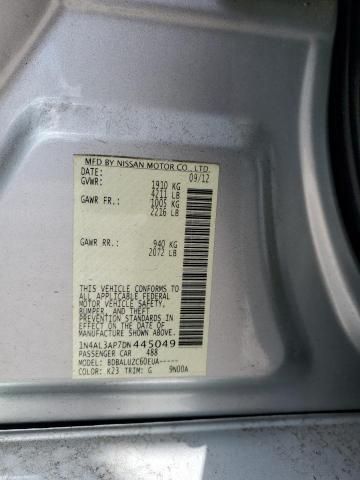 MFD BY NISSAN MOTOR CO., LTD.
DATE: 09/12
GVWR: 1910 KG
4211 LB
GAWR FR.: 1005 KG
2216 LB
GAWR RR.: 940 KG
2072 LB
THIS VEHICLE CONFORMS TO ALL
APPLICABLE FEDERAL
MOTOR VEHICLE SAFETY,
BUMPER, AND THEFT
PREVENTION STANDARDS IN
EFFECT ON THE DATE OF
MANUFACTURE SHOWN ABOVE.
1N4AL3AP7DN445049
PASSENGER CAR 488
MODEL: BDBALUZC60EUA-----
COLOR: K23 TRIM: G 9N00A